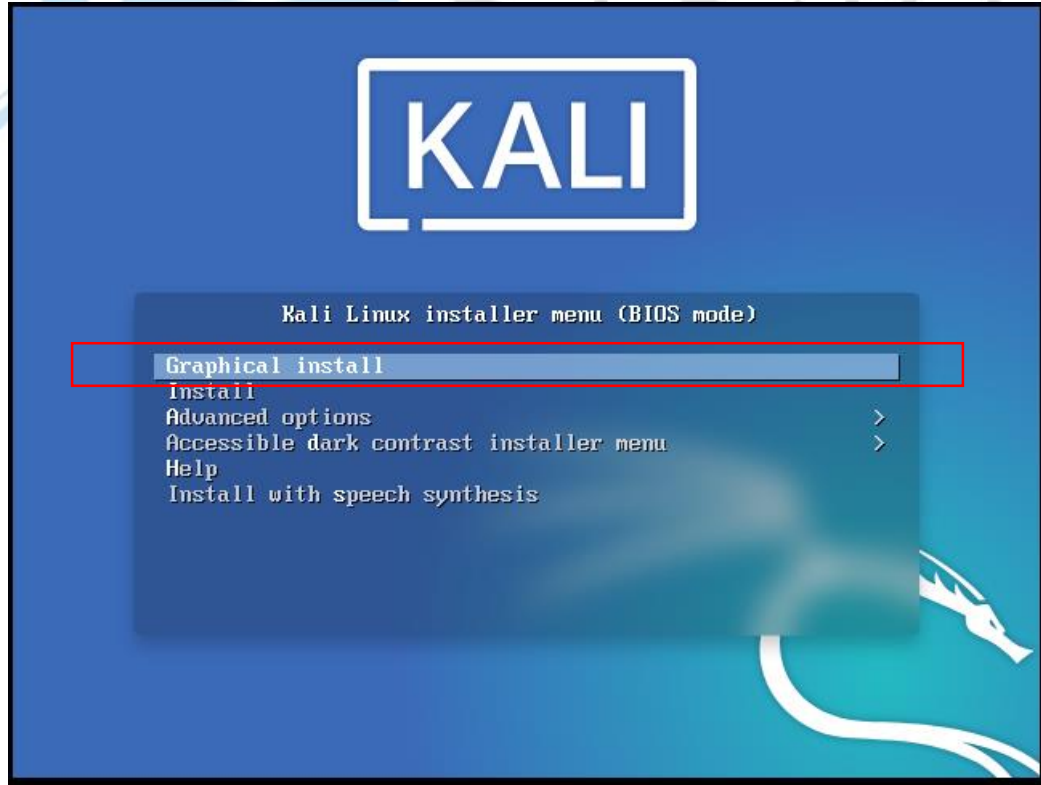 KALI
Kali Linux installer menu (BIOS mode)
Graphical install
Install
Advanced options >
Accessible dark contrast installer menu >
Help
Install with speech synthesis